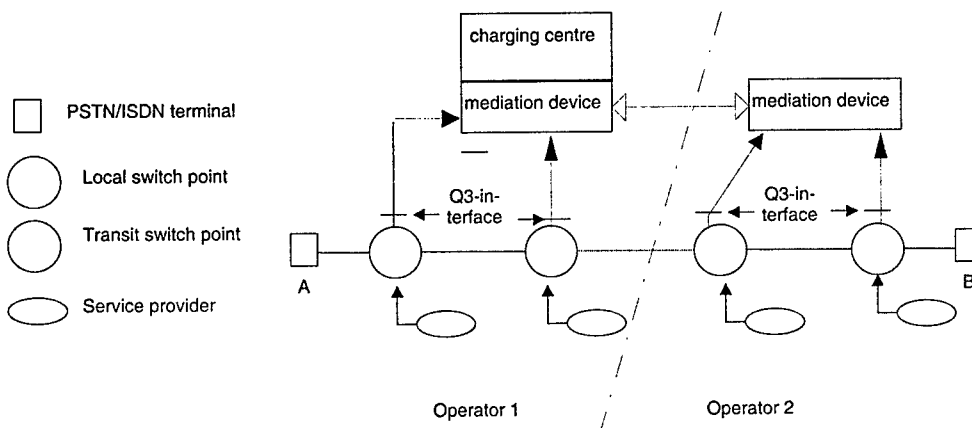 charging centre
mediation device
mediation device
PSTN/ISDN terminal
Local switch point
Transit switch point
Service provider
Q3-in-
terface
Q3-in-
terface
A
B
Operator 1
Operator 2